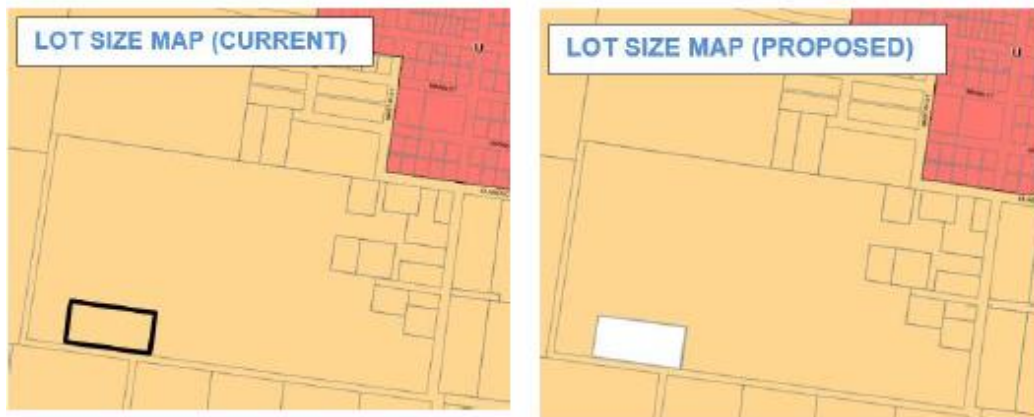 LOT SIZE MAP (CURRENT)
U
LOT SIZE MAP (PROPOSED)
U